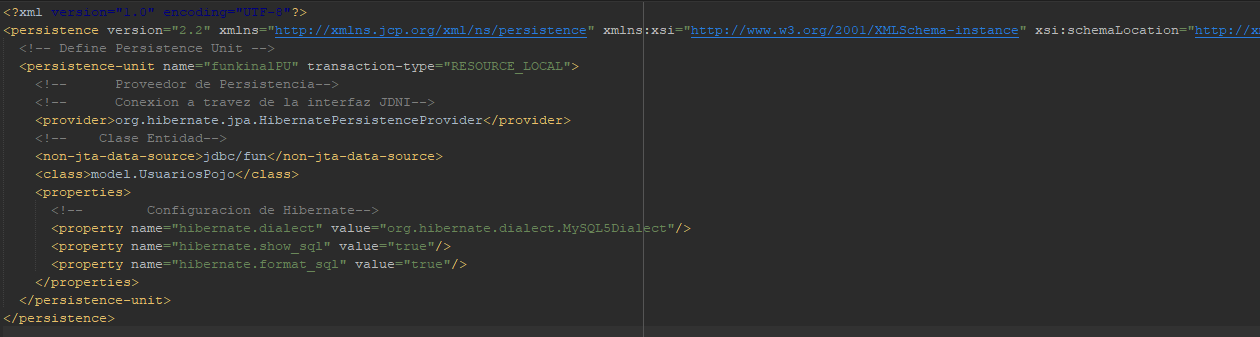 <?xml version="1.0" encoding="UTF-8"?>
<persistence version="2.2" xmlns="http://xmlns.jcp.org/xml/ns/persistence" xmlns:xsi="http://www.w3.org/2001/XMLSchema-instance" xsi:schemaLocation="http://x
<!-- Define Persistence Unit -->
<persistence-unit name="funkinalPU" transaction-type="RESOURCE_LOCAL">
<!-- Proveedor de Persistencia-->
<!-- Conexion a travez de la interfaz JDNI-->
<provider>org.hibernate.jpa.HibernatePersistenceProvider</provider>
<!-- Clase Entidad-->
<non-jta-data-source>jdbc/fun</non-jta-data-source>
<class>model.UsuariosPojo</class>
<properties>
<!-- Configuracion de Hibernate-->
<property name="hibernate.dialect" value="org.hibernate.dialect.MySQL5Dialect"/>
<property name="hibernate.show_sql" value="true"/>
<property name="hibernate.format_sql" value="true"/>
</properties>
</persistence-unit>
</persistence>